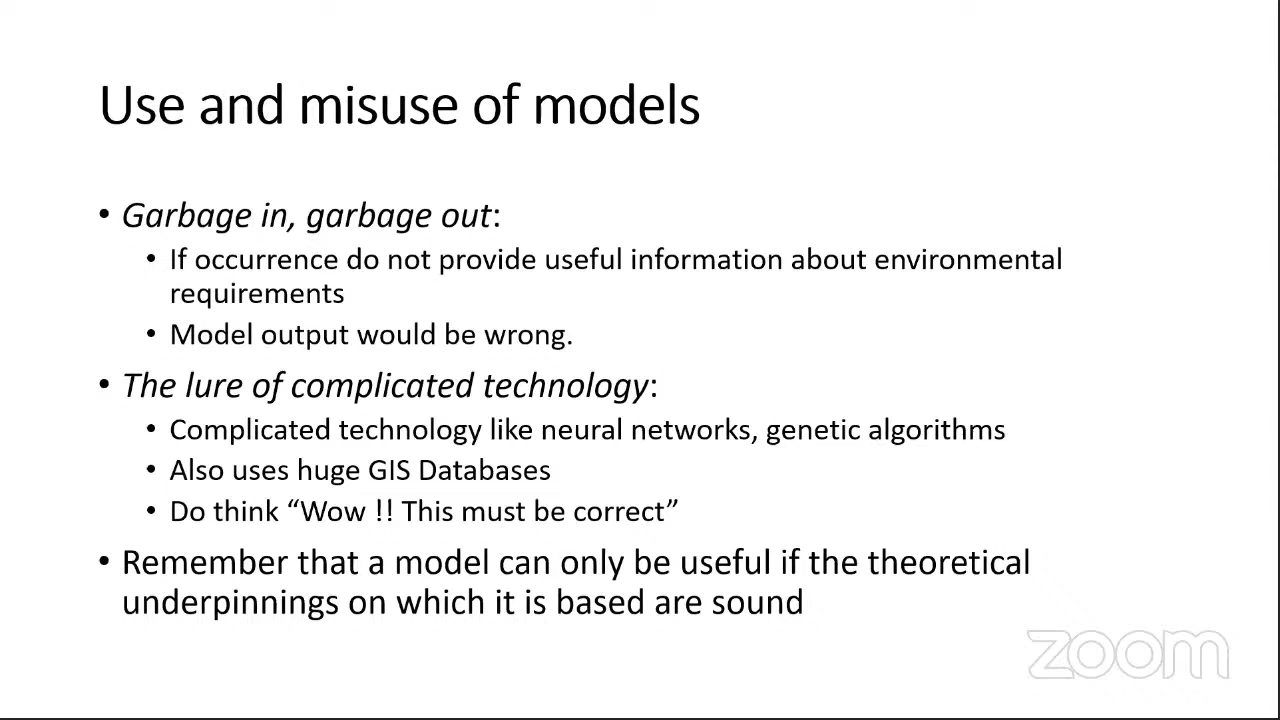 Use and misuse of models
• Garbage in, garbage out:
• If occurrence do not provide useful information about environmental
requirements
• Model output would be wrong.
• The lure of complicated technology:
• Complicated technology like neural networks, genetic algorithms
• Also uses huge GIS Databases
• Do think “Wow !! This must be correct”
• Remember that a model can only be useful if the theoretical
underpinnings on which it is based are sound
zoom